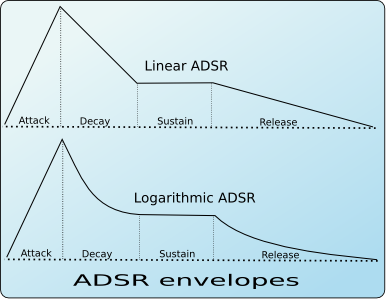 Linear ADSR
Attack Decay Sustain Release
Logarithmic ADSR
Attack Decay Sustain Release
ADSR envelopes